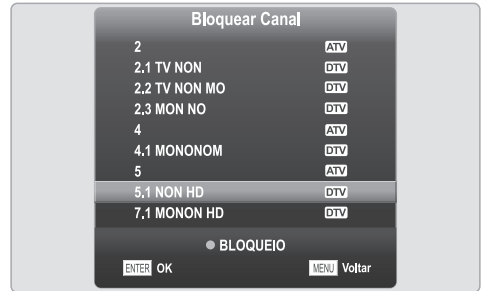 Bloquear Canal
2 ATV
2.1 TV NON DTV
2.2 TV NON MO DTV
2.3 MON NO DTV
4 ATV
4.1 MONONOM DTV
5 ATV
5.1 NON HD DTV
7.1 MONON HD DTV
BLOQUEIO
ENTER OK MENU Voltar